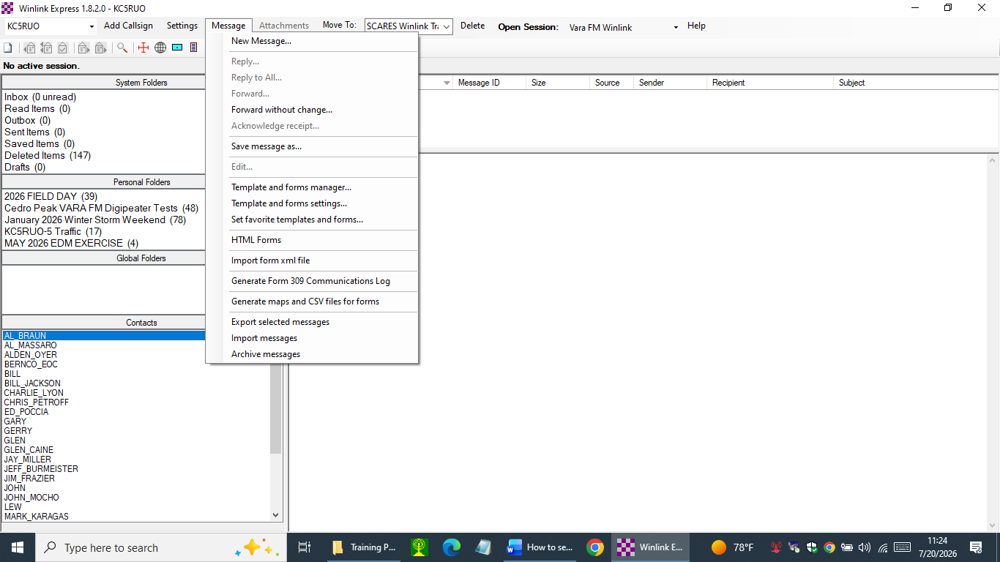 Winlink Express 1.8.2.0 - KC5RUO
KC5RUO Add Callsign Settings Message Attachments Move To: SCARES Winlink Tra Delete Open Session: Vara FM Winlink Help
No active session.
System Folders
Inbox (0 unread)
Read Items (0)
Outbox (0)
Sent Items (0)
Saved Items (0)
Deleted Items (147)
Drafts (0)
Personal Folders
2026 FIELD DAY (39)
Cedro Peak VARA FM Digipeater Tests (48)
January 2026 Winter Storm Weekend (78)
KC5RUO-5 Traffic (17)
MAY 2026 EDM EXERCISE (4)
Global Folders
Contacts
AL_BRAUN
AL_MASSARO
ALDEN_OYER
BERNCO_EOC
BILL
BILL_JACKSON
CHARLIE_LYON
CHRIS_PETROFF
ED_POCCIA
GARY
GERRY
GLEN
GLEN_CAINE
JAY_MILLER
JEFF_BURMEISTER
JIM_FRAZIER
JOHN
JOHN_MOCHO
LEW
MARK_KARAGAS
New Message...
Reply...
Reply to All...
Forward...
Forward without change...
Acknowledge receipt...
Save message as...
Edit...
Template and forms manager...
Template and forms settings...
Set favorite templates and forms...
HTML Forms
Import form xml file
Generate Form 309 Communications Log
Generate maps and CSV files for forms
Export selected messages
Import messages
Archive messages
Message ID Size Source Sender Recipient Subject
Type here to search
Training P...
How to se...
Winlink E...
78°F
11:24
7/20/2026